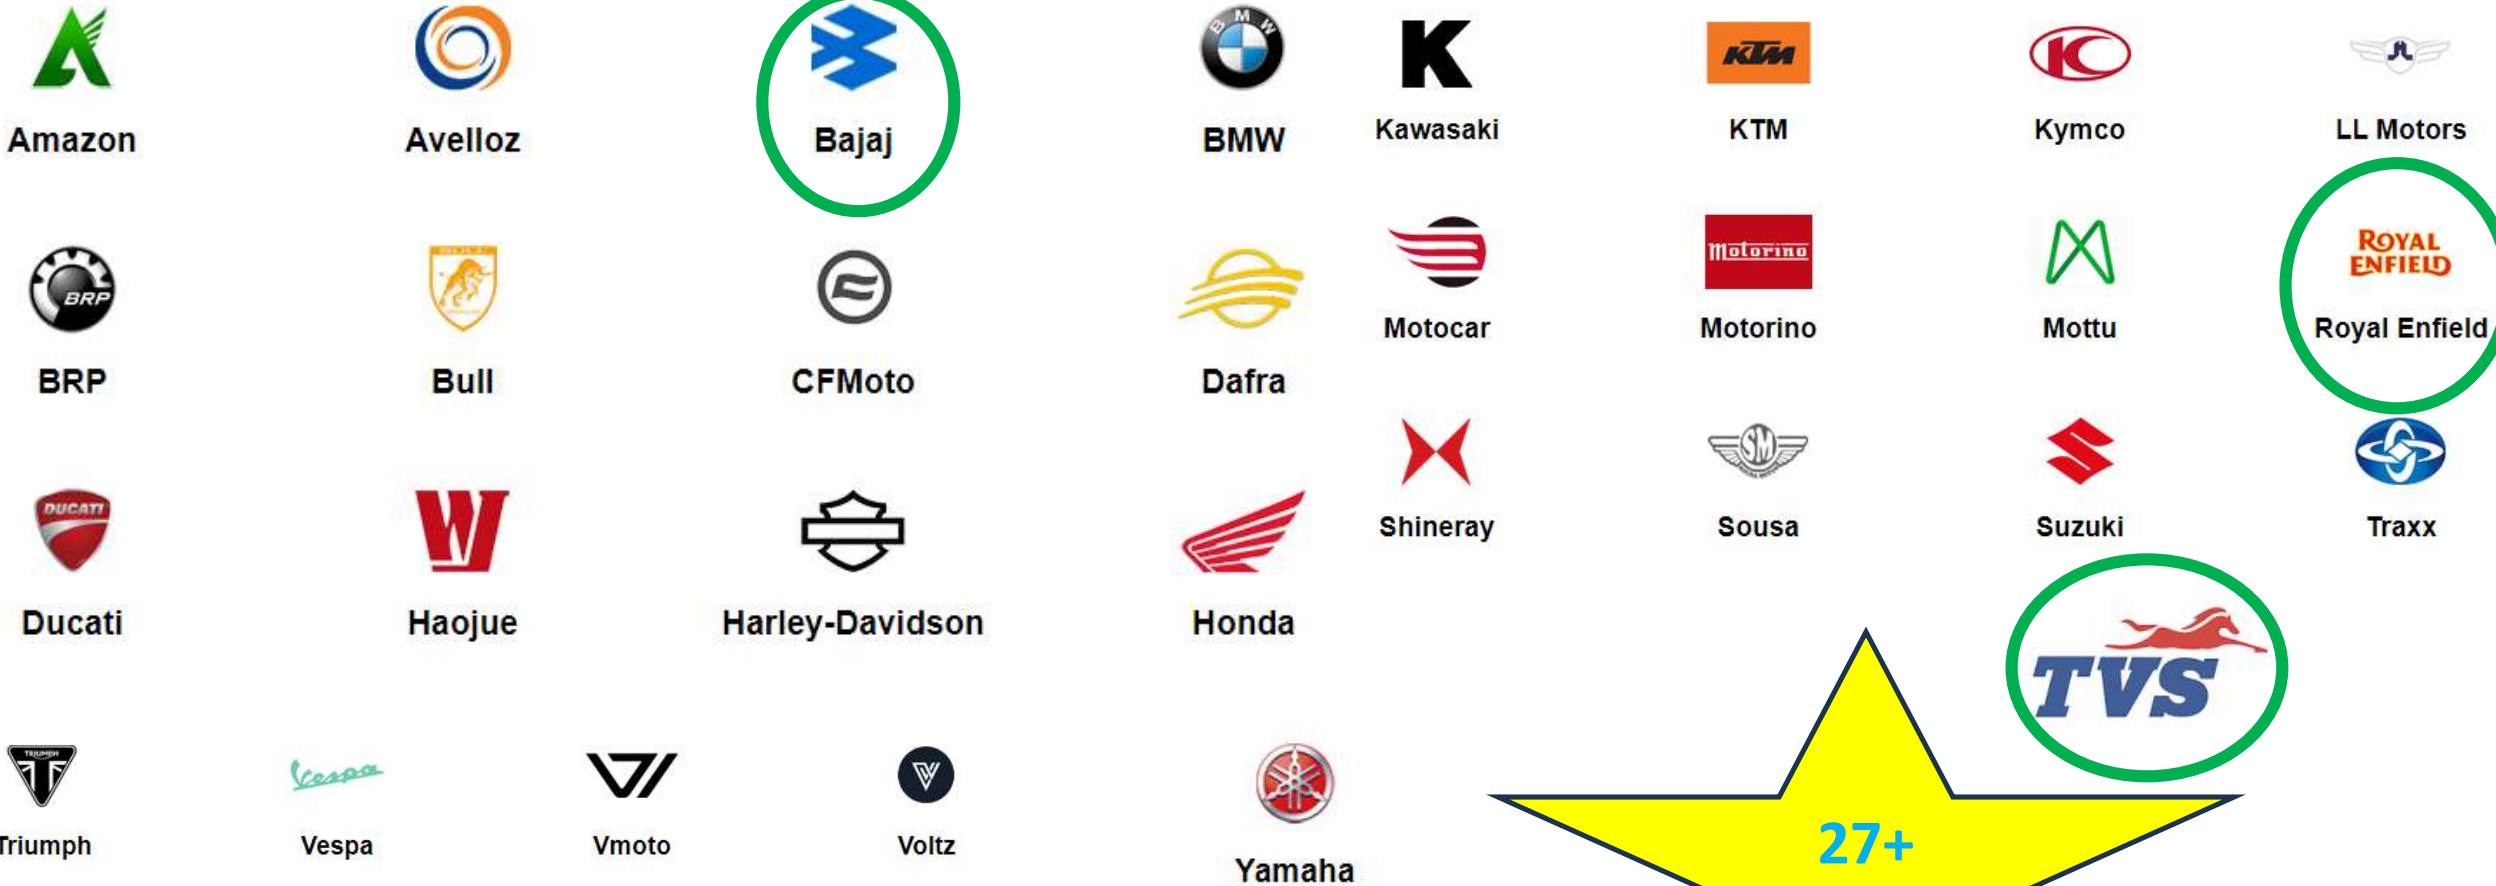 Amazon
Avelloz
Bajaj
BMW
BMW
Kawasaki
KTM
KTM
Kymco
LL Motors
BRP
BRP
Bull
CFMoto
Dafra
Motocar
motorino
Motorino
Mottu
ROYAL
ENFIELD
Royal Enfield
DUCATI
Ducati
Haojue
Harley-Davidson
Honda
Shineray
SM
Sousa
Suzuki
Traxx
TVS
TRIUMPH
Triumph
Vespa
Vespa
Vmoto
Voltz
Yamaha
27+